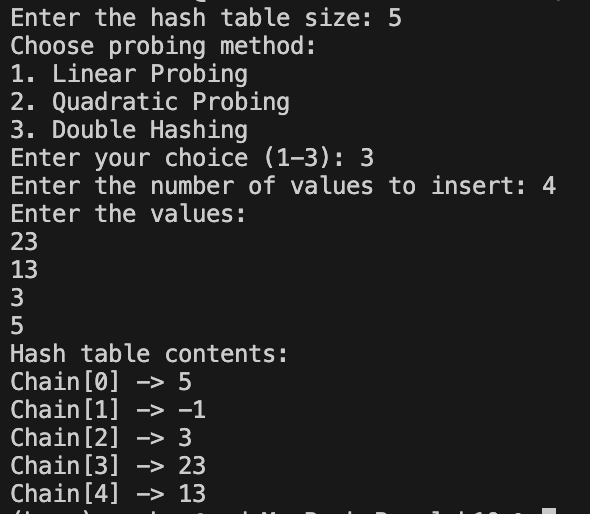 Enter the hash table size: 5
Choose probing method:
1. Linear Probing
2. Quadratic Probing
3. Double Hashing
Enter your choice (1-3): 3
Enter the number of values to insert: 4
Enter the values:
23
13
3
5
Hash table contents:
Chain[0] -> 5
Chain[1] -> -1
Chain[2] -> 3
Chain[3] -> 23
Chain[4] -> 13